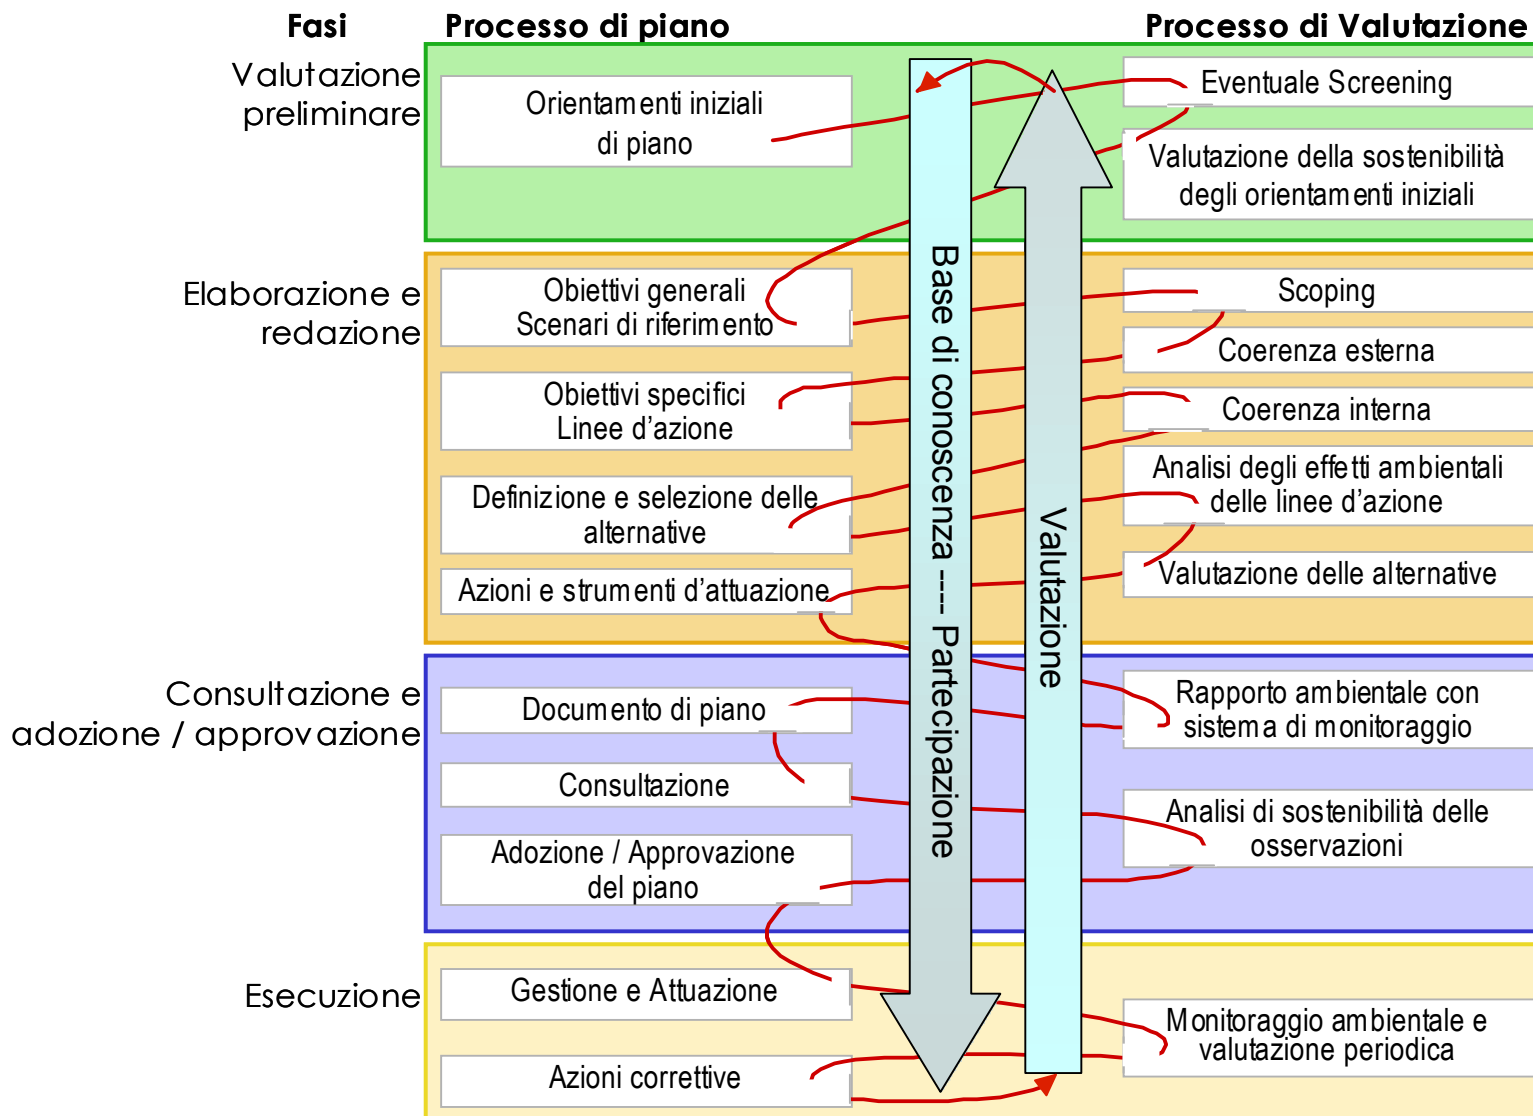 Fasi
Processo di piano
Processo di Valutazione
Valutazione
preliminare
Orientamenti iniziali
di piano
Eventuale Screening
Valutazione della sostenibilità
degli orientamenti iniziali
Elaborazione e
redazione
Obiettivi generali
Scenari di riferimento
Scoping
Coerenza esterna
Obiettivi specifici
Linee d'azione
Coerenza interna
Definizione e selezione delle
alternative
Analisi degli effetti ambientali
delle linee d'azione
Azioni e strumenti d'attuazione
Valutazione delle alternative
Base di conoscenza ---- Partecipazione
Valutazione
Consultazione e
adozione / approvazione
Documento di piano
Rapporto ambientale con
sistema di monitoraggio
Consultazione
Analisi di sostenibilità delle
osservazioni
Adozione / Approvazione
del piano
Esecuzione
Gestione e Attuazione
Monitoraggio ambientale e
valutazione periodica
Azioni correttive